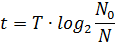 t = T · log₂ N₀/N